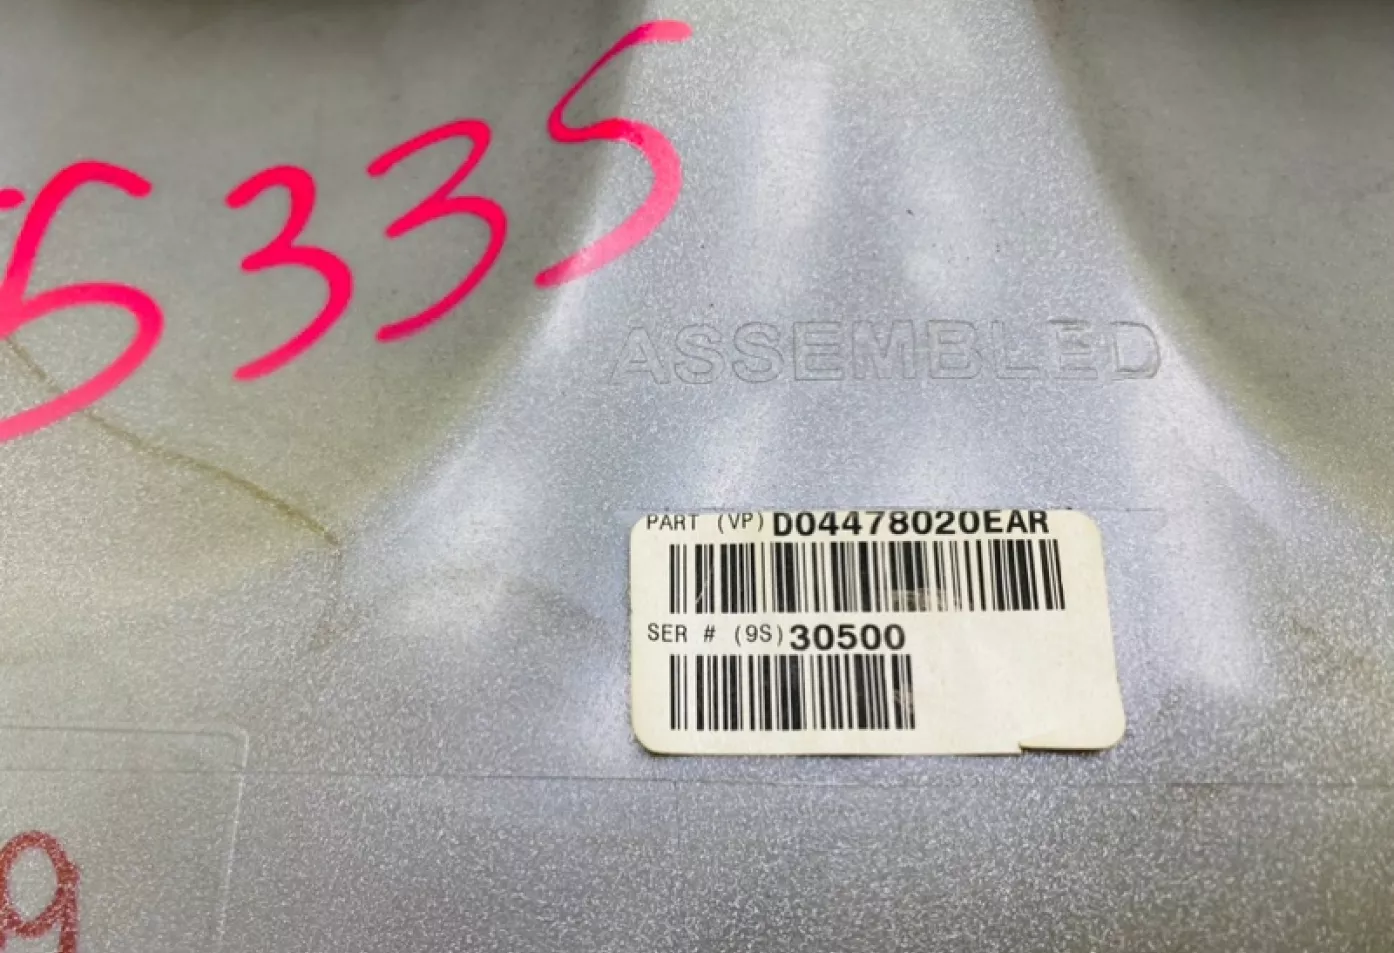 5335
ASSEMBLED
PART (VP) D04478020EAR
SER # (9S) 30500
9